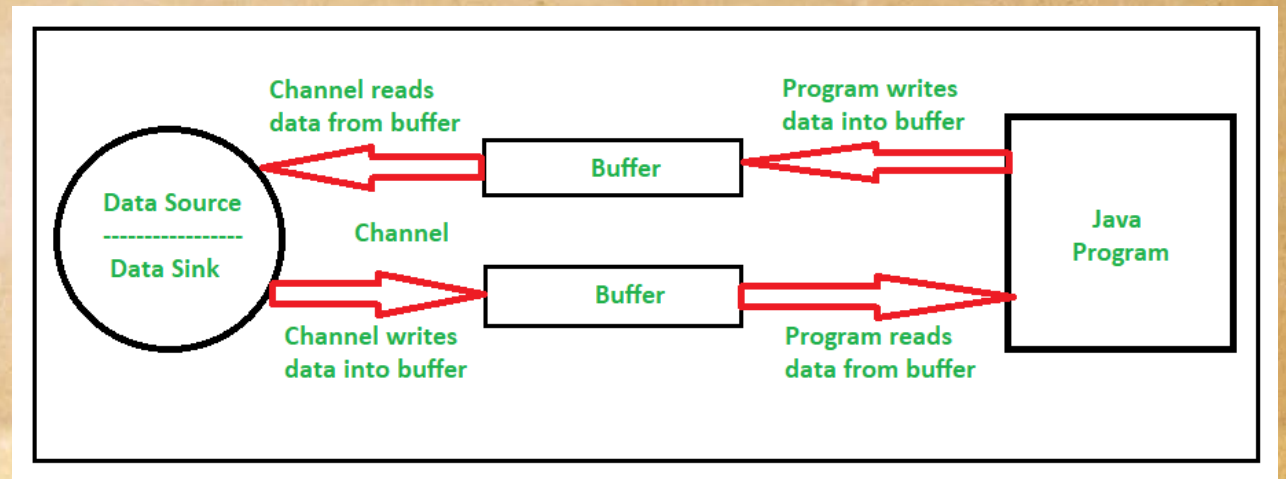 Channel reads
data from buffer
Program writes
data into buffer
Buffer
Data Source
-----------------
Data Sink
Channel
Java
Program
Buffer
Channel writes
data into buffer
Program reads
data from buffer